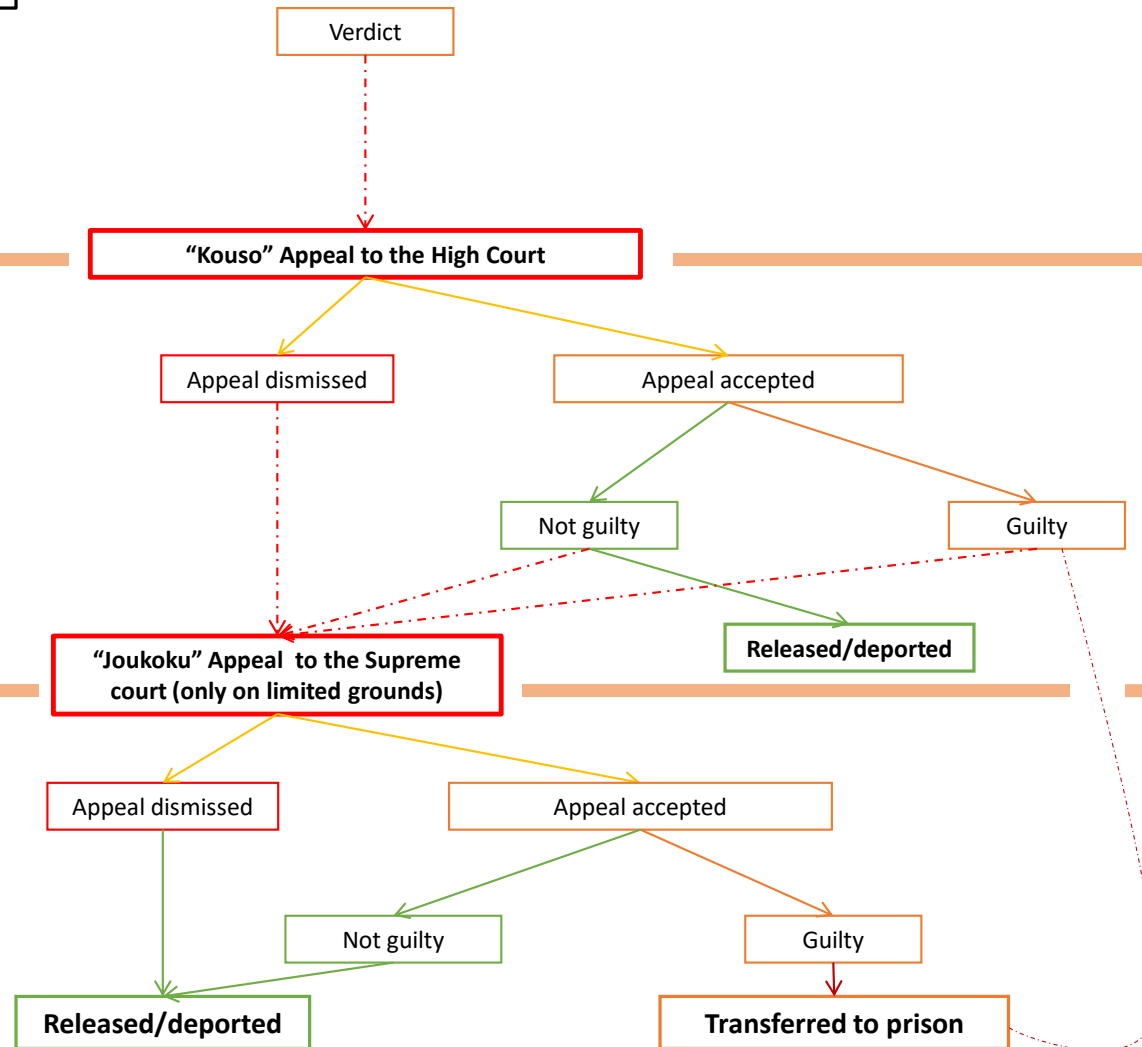 Verdict
“Kouso” Appeal to the High Court
Appeal dismissed
Appeal accepted
Not guilty
Guilty
Released/deported
“Joukoku” Appeal  to the Supreme
court (only on limited grounds)
Appeal dismissed
Appeal accepted
Not guilty
Guilty
Released/deported
Transferred to prison